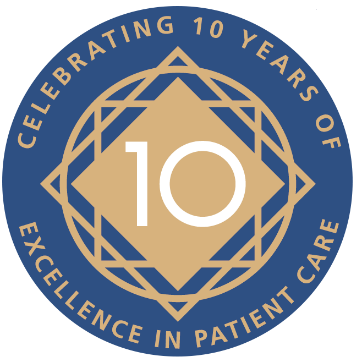 CELEBRATING 10 YEARS OF
10
EXCELLENCE IN PATIENT CARE